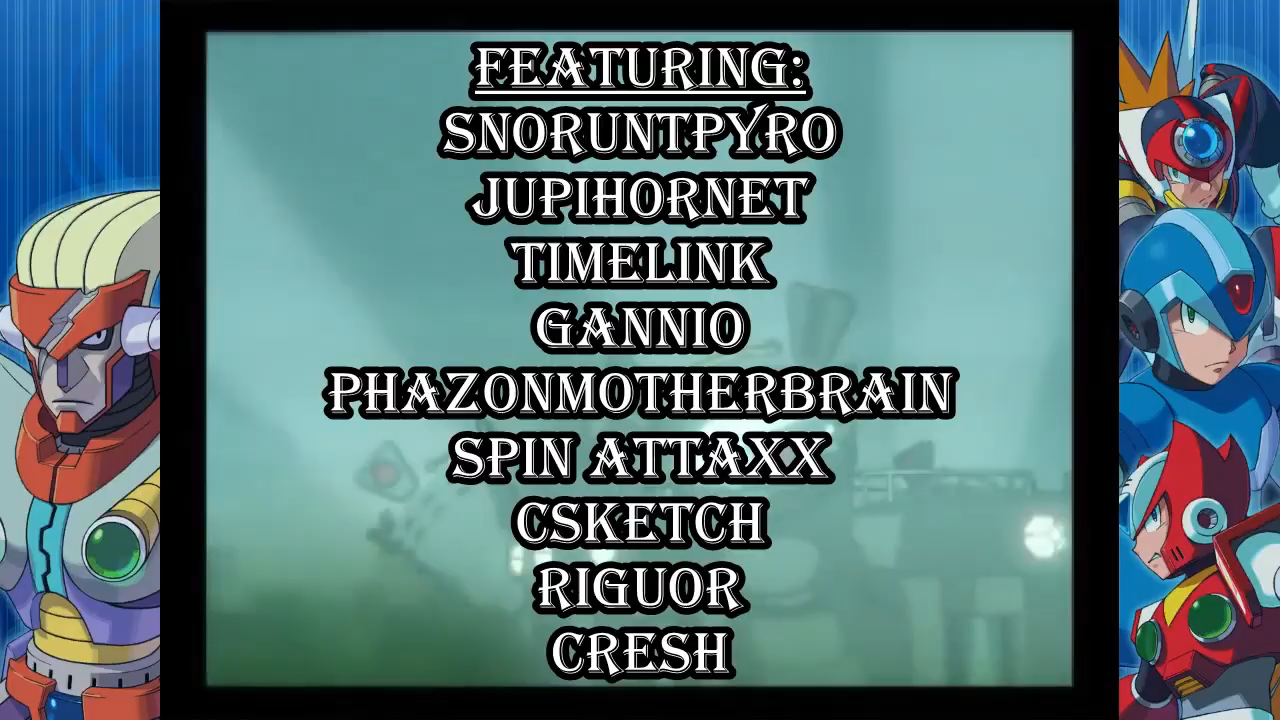 FEATURING:
SNORUNTPYRO
JUPIHORNET
TIMELINK
GANNIO
PHAZONMOTHERBRAIN
SPIN ATTAXX
CSKETCH
RIGUOR
CRESH